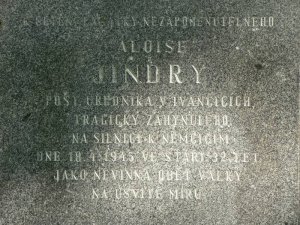 NEZAPOMENUTELNÉHO
ALOISE
JINDRY
POŠT. ÚŘEDNÍKA V IVANČICÍCH,
TRAGICKY ZAHYNULÉHO
NA SILNICI K NĚMČICÍM
DNE 18.4.1945 VE STÁŘÍ 32 LET
JAKO NEVINNÁ OBĚŤ VÁLKY
NA ÚSVITĚ MÍRU